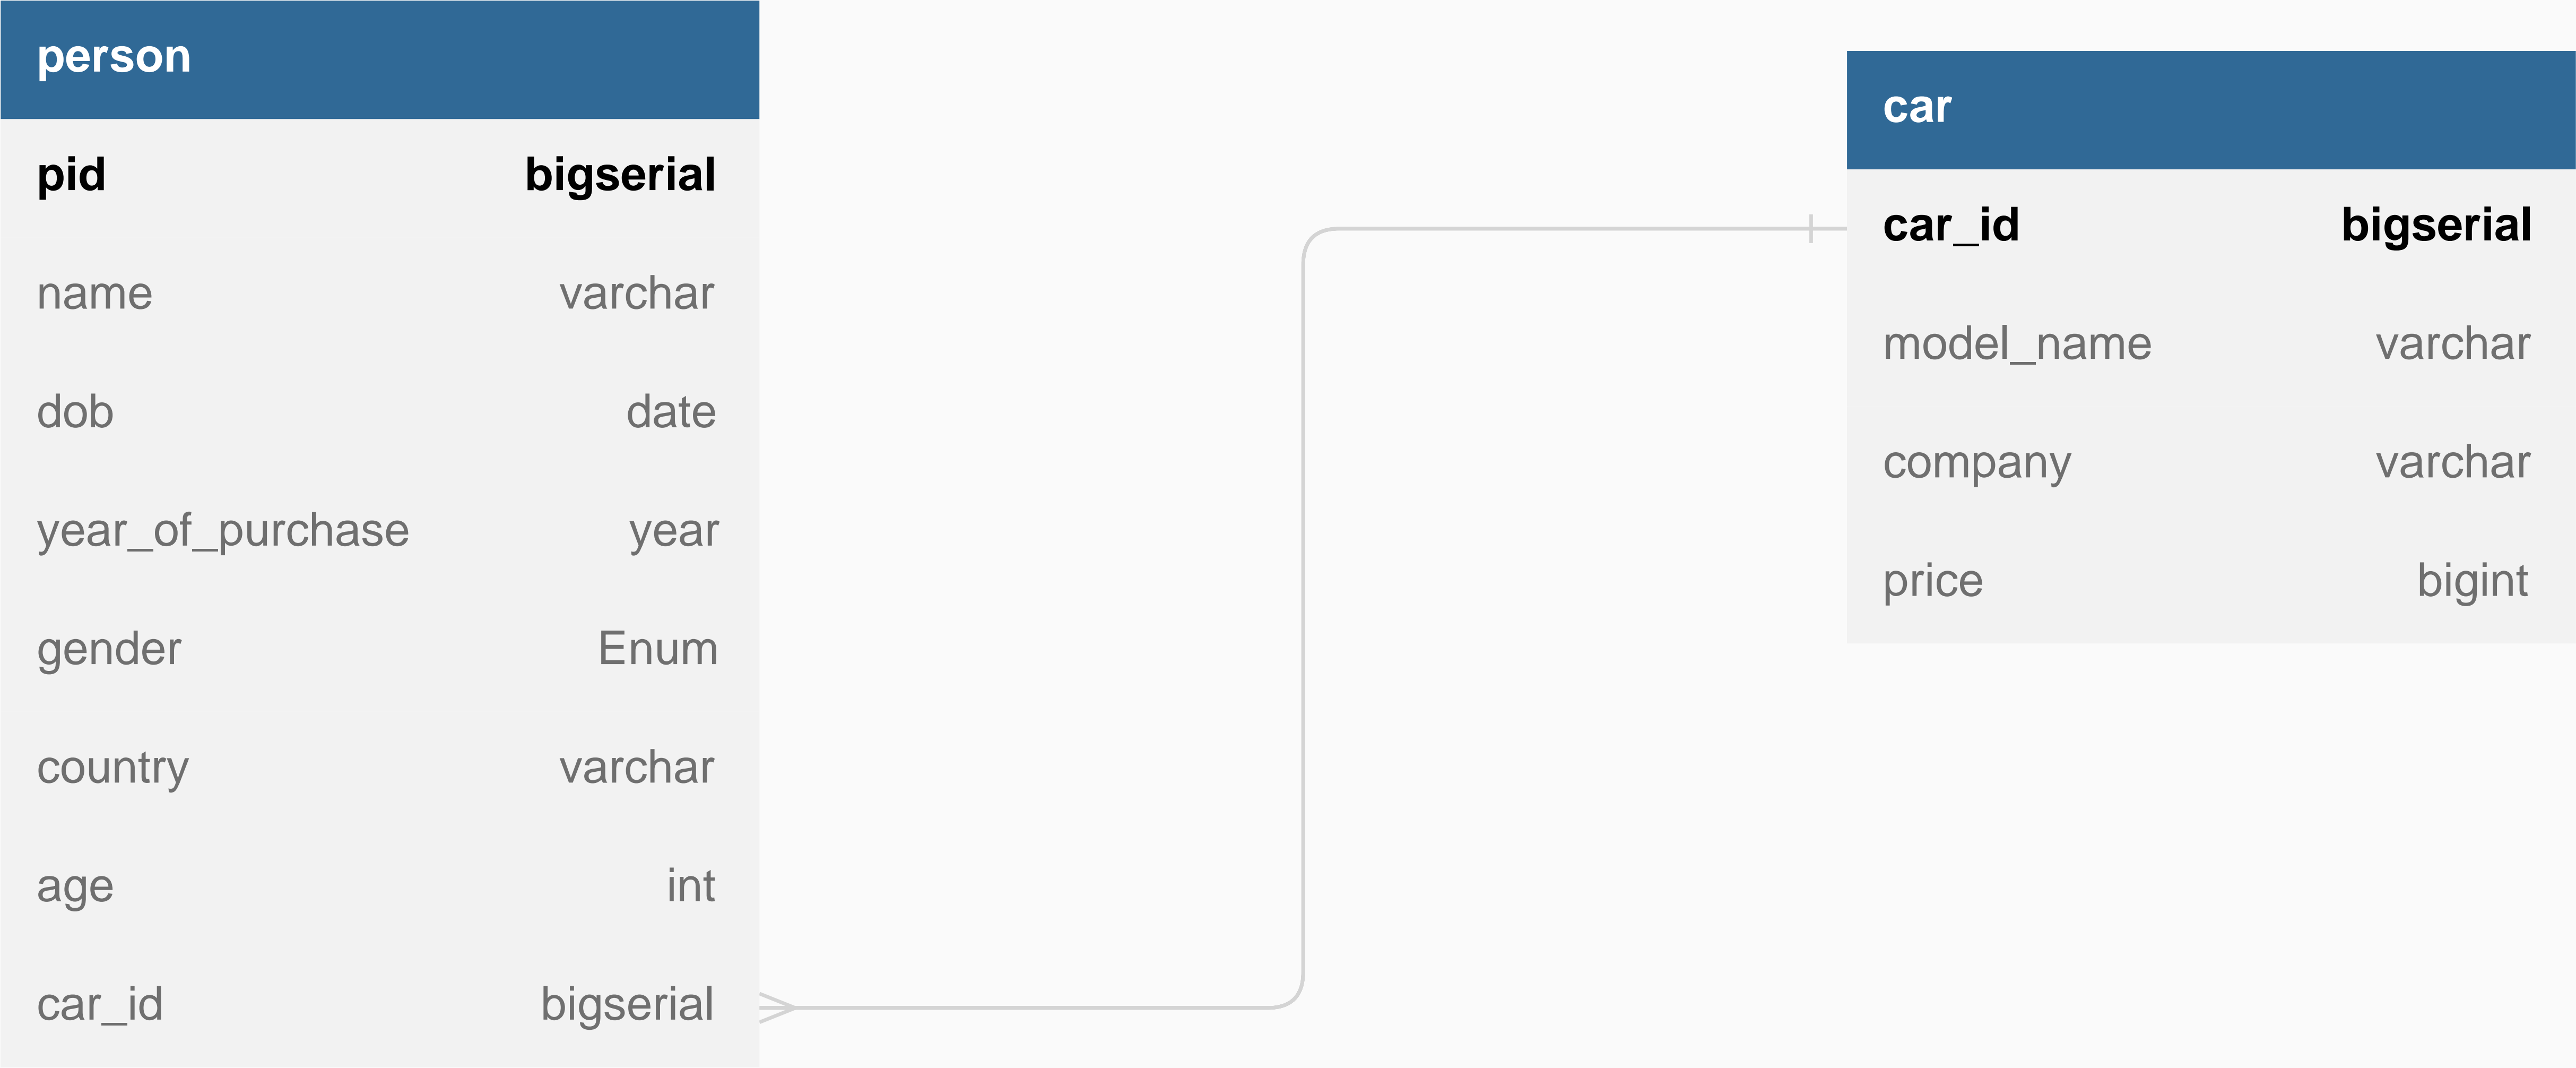 person
pid bigserial
name varchar
dob date
year_of_purchase year
gender Enum
country varchar
age int
car_id bigserial
car
car_id bigserial
model_name varchar
company varchar
price bigint